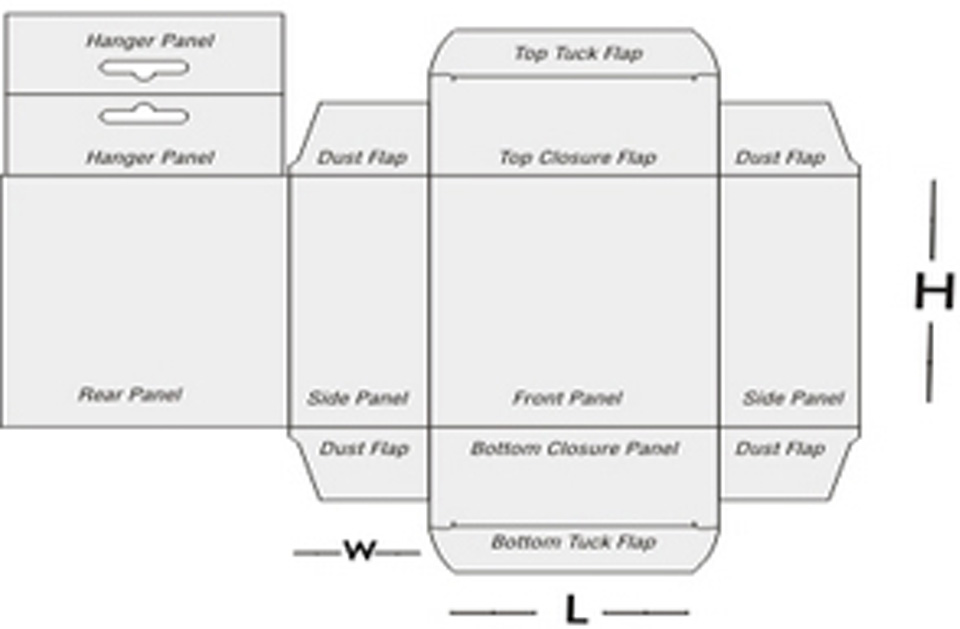 Hanger Panel
Top Tuck Flap
Hanger Panel
Dust Flap
Top Closure Flap
Dust Flap
H
Rear Panel
Side Panel
Front Panel
Side Panel
Dust Flap
Bottom Closure Panel
Dust Flap
Bottom Tuck Flap
W
L